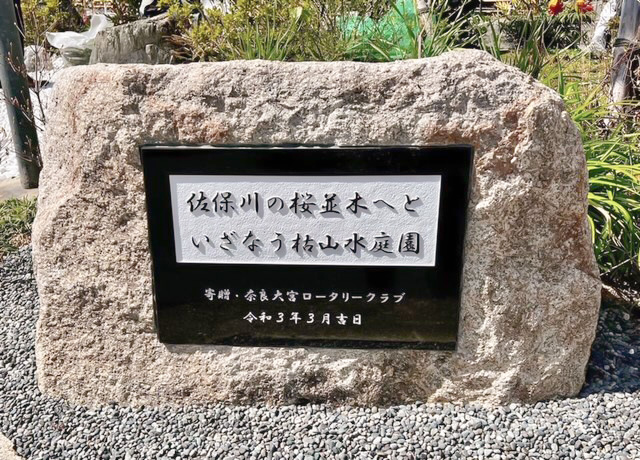 佐保川の桜並木へと
いざなう枯山水庭園
寄贈・奈良大宮ロータリークラブ
令和3年3月吉日